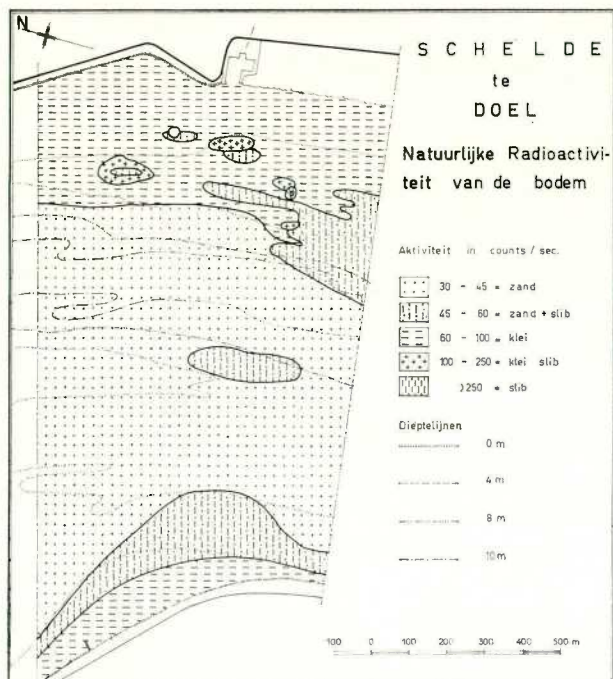 N
SCHELDE
te
DOEL
Natuurlijke Radioactivi-
teit van de bodem
Aktiviteit in counts / sec.
30 - 45 = zand
45 - 60 = zand + slib
60 - 100 = klei
100 - 250 = klei slib
>250 = slib
Dieptelijnen
0 m
4 m
8 m
10 m
100 0 100 200 300 400 500 m